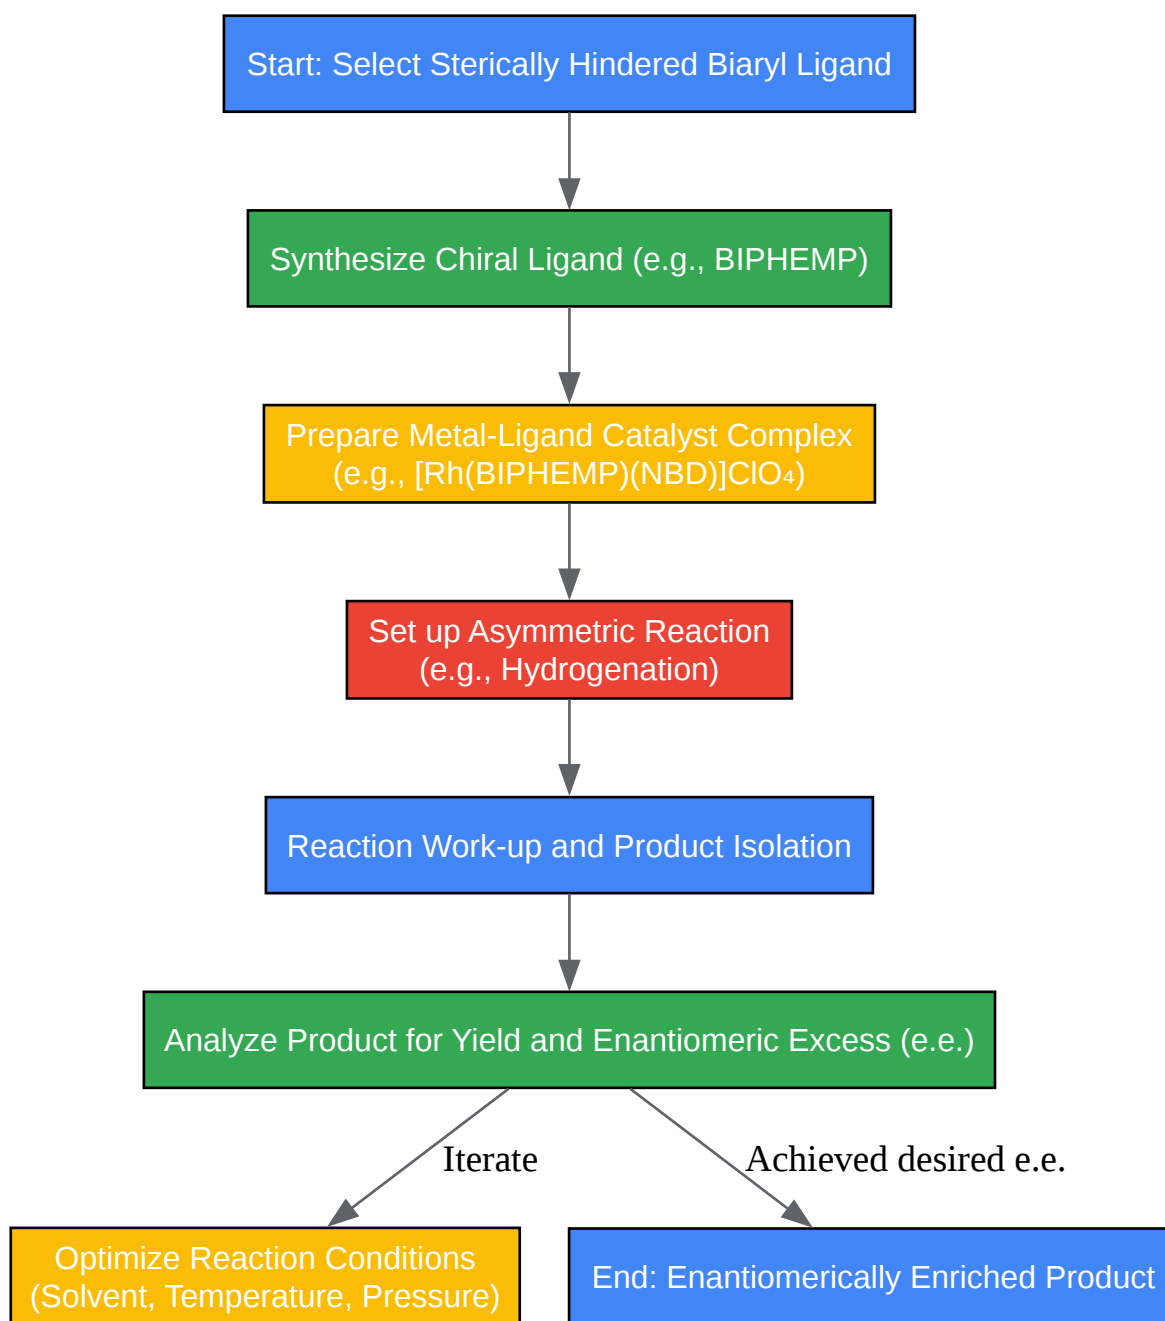 Start: Select Sterically Hindered Biaryl Ligand
Synthesize Chiral Ligand (e.g., BIPHEMP)
Prepare Metal-Ligand Catalyst Complex
(e.g., [Rh(BIPHEMP)(NBD)]ClO₄)
Set up Asymmetric Reaction
(e.g., Hydrogenation)
Reaction Work-up and Product Isolation
Analyze Product for Yield and Enantiomeric Excess (e.e.)
Iterate
Achieved desired e.e.
Optimize Reaction Conditions
(Solvent, Temperature, Pressure)
End: Enantiomerically Enriched Product